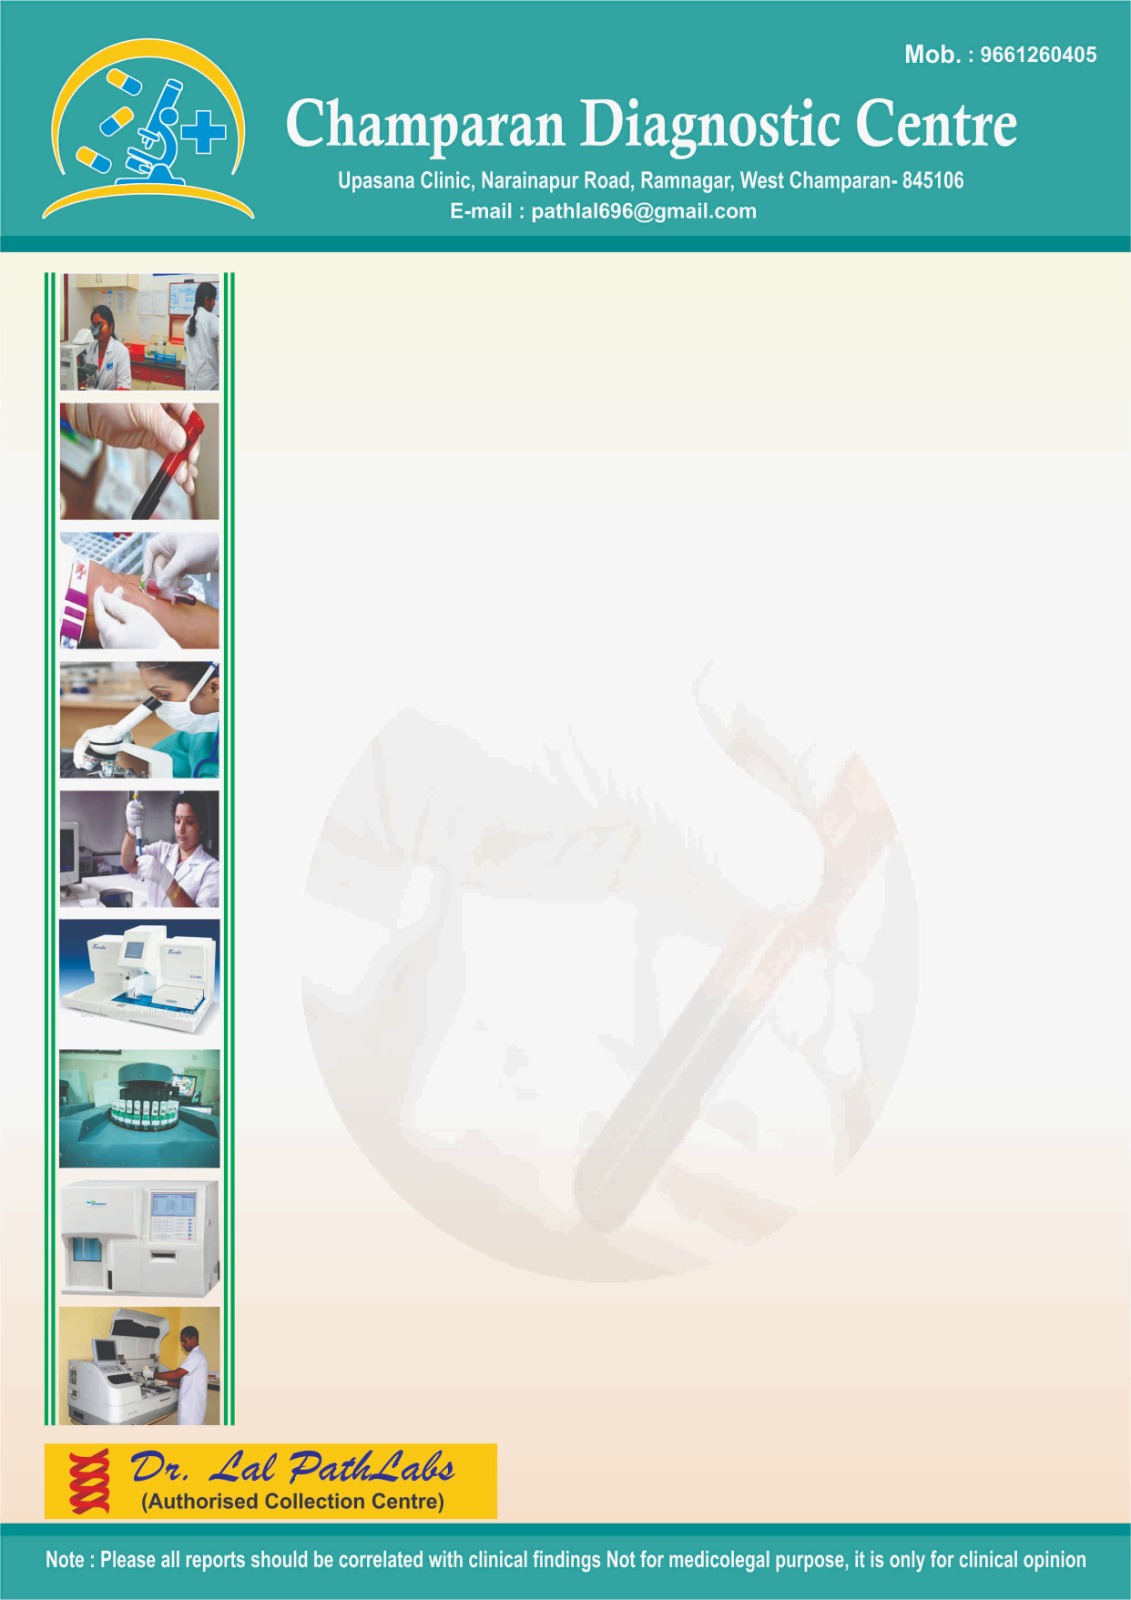 Mob. : 9661260405
Champaran Diagnostic Centre
Upasana Clinic, Narainapur Road, Ramnagar, West Champaran- 845106
E-mail : pathlal696@gmail.com
Dr. Lal PathLabs
(Authorised Collection Centre)
Note : Please all reports should be correlated with clinical findings Not for medicolegal purpose, it is only for clinical opinion